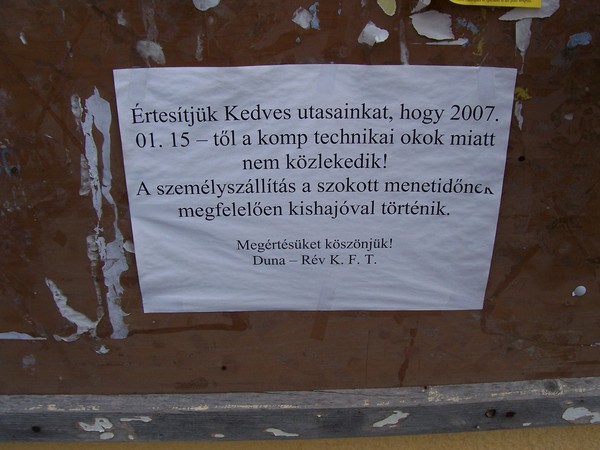 Értesítjük Kedves utasainkat, hogy 2007.
01. 15 – től a komp technikai okok miatt
nem közlekedik!
A személyszállítás a szokott menetidőnek
megfelelően kishajóval történik.
Megértésüket köszönjük!
Duna – Rév K. F. T.